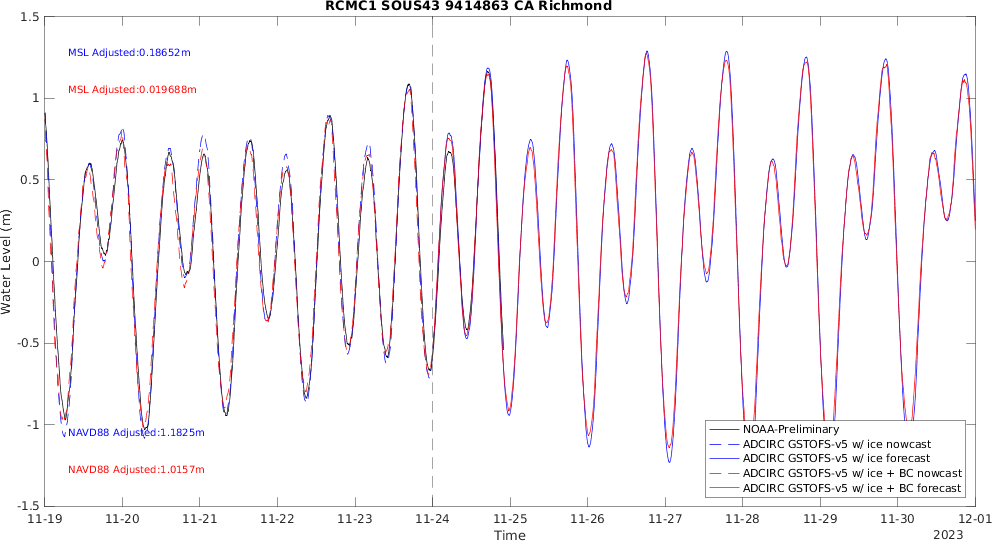 RCMC1 SOUS43 9414863 CA Richmond
1.5
MSL Adjusted:0.18652m
MSL Adjusted:0.019688m
1
0.5
0
Water Level (m)
-0.5
-1
NAVD88 Adjusted:1.1825m
NAVD88 Adjusted:1.0157m
NOAA-Preliminary
ADCIRC GSTOFS-v5 w/ ice nowcast
ADCIRC GSTOFS-v5 w/ ice forecast
ADCIRC GSTOFS-v5 w/ ice + BC nowcast
ADCIRC GSTOFS-v5 w/ ice + BC forecast
-1.5
11-19 11-20 11-21 11-22 11-23 11-24 11-25 11-26 11-27 11-28 11-29 11-30 12-01
Time
2023